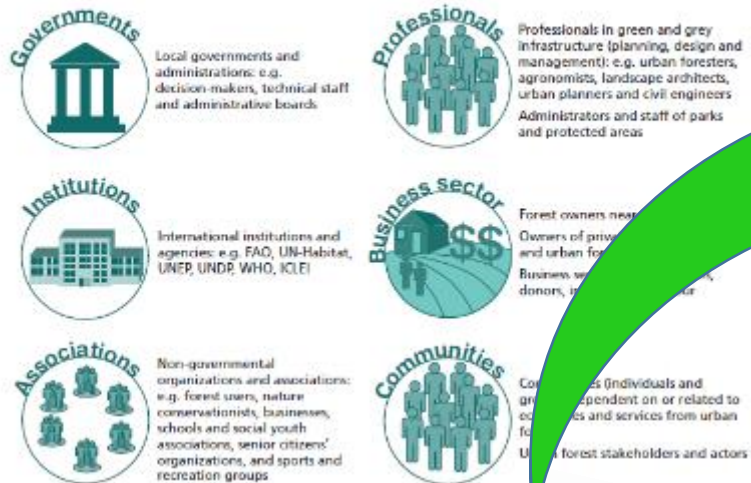 Governments
Local governments and
administrations: e.g.
decision-makers, technical staff
and administrative boards
Professionals
Professionals in green and grey
infrastructure (planning, design and
management): e.g. urban foresters,
agronomists, landscape architects,
urban planners and civil engineers
Administrators and staff of parks
and protected areas
Institutions
International institutions and
agencies: e.g. FAO, UN-Habitat,
UNEP, UNDP, WHO, ICLEI
Business sector
$$
Forest owners
Owners of
and urban
Business
donors,
Associations
Non-governmental
organizations and associations:
e.g. forest users, nature
conservationists, businesses,
schools and social youth
associations, senior citizens'
organizations, and sports and
recreation groups
Communities
(individuals and
dependent on or related to
and services from urban
forest stakeholders and actors